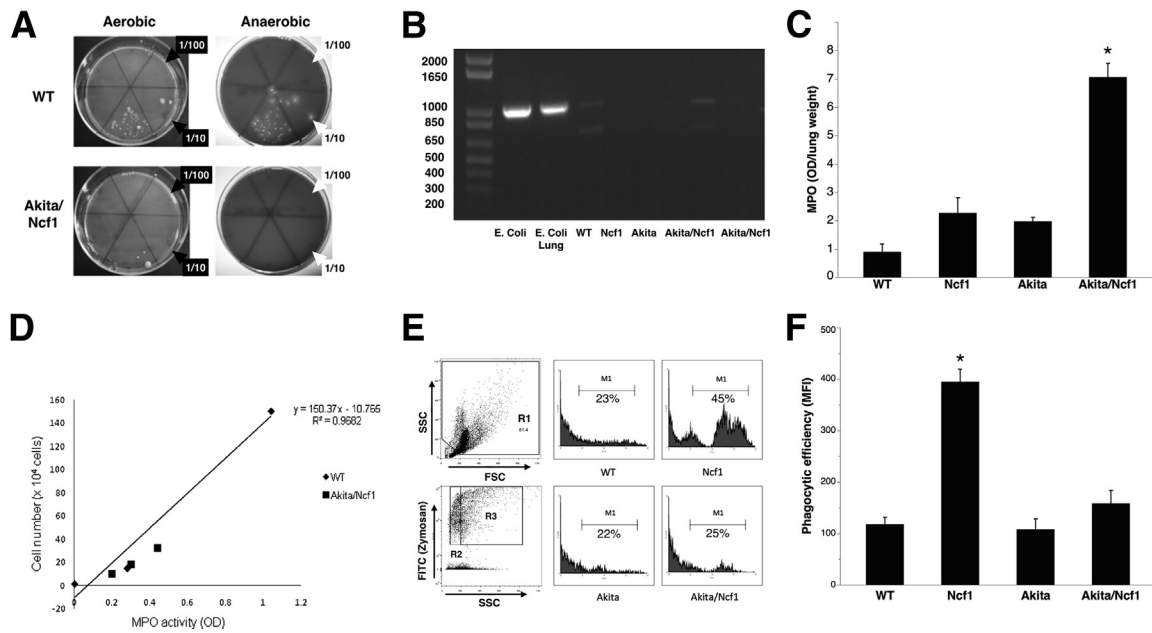 A
Aerobic
Anaerobic
WT
1/100
1/100
1/10
1/10
Akita/
Ncf1
1/100
1/100
1/10
1/10
B
2000
1650
1000
850
650
500
400
300
200
E. Coli
E. Coli
Lung
WT
Ncf1
Akita
Akita/Ncf1
Akita/Ncf1
C
MPO (OD/lung weight)
8
7
6
5
4
3
2
1
0
*
WT
Ncf1
Akita
Akita/Ncf1
D
Cell number (x 10⁴ cells)
160
140
120
100
80
60
40
20
0
-20
0
0.2
0.4
0.6
0.8
1
1.2
MPO activity (OD)
y = 150.37x - 10.765
R² = 0.9682
WT
Akita/Ncf1
E
SSC
FSC
R1
M1
23%
WT
M1
45%
Ncf1
FITC (Zymosan)
SSC
R3
R2
M1
22%
Akita
M1
25%
Akita/Ncf1
F
Phagocytic efficiency (MFI)
500
400
300
200
100
0
*
WT
Ncf1
Akita
Akita/Ncf1